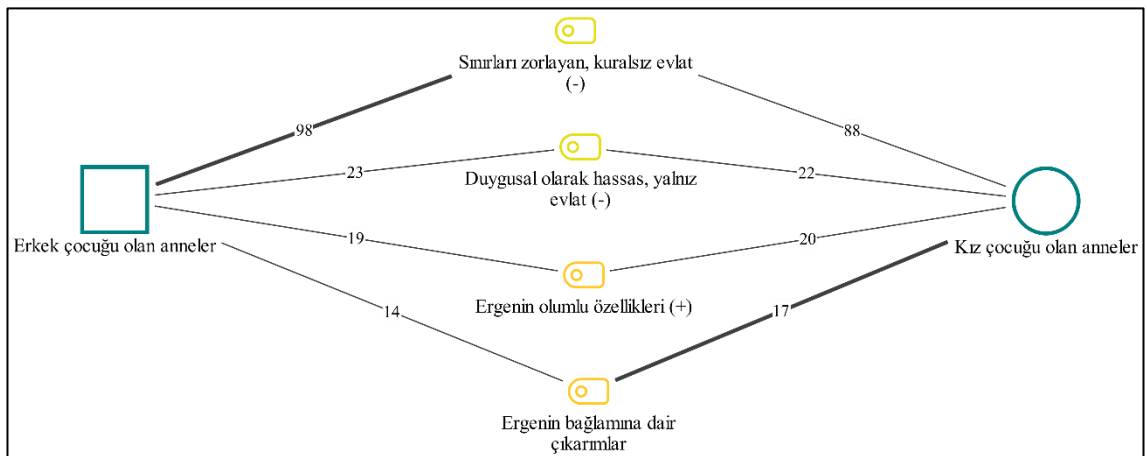 Sınırları zorlayan, kuralsız evlat
(-)
98
88
23
22
Duygusal olarak hassas, yalnız
evlat (-)
Erkek çocuğu olan anneler
Kız çocuğu olan anneler
19
20
Ergenin olumlu özellikleri (+)
14
17
Ergenin bağlamına dair
çıkarımlar